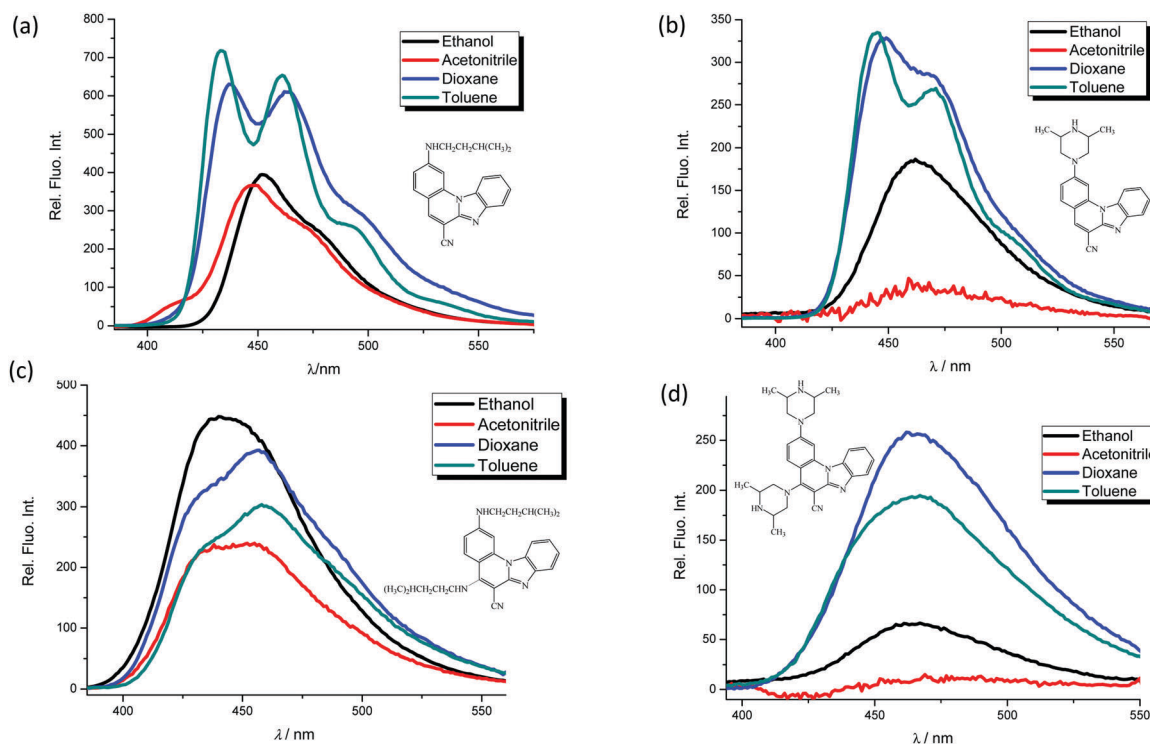 (a)
800
700
600
500
400
300
200
100
0
Rel. Fluo. Int.
400
450
500
550
λ/nm
Ethanol
Acetonitrile
Dioxane
Toluene
NHCH₂CH₂CH(CH₃)₂
N
N
CN
(b)
350
300
250
200
150
100
50
0
Rel. Fluo. Int.
400
450
500
550
λ / nm
Ethanol
Acetonitrile
Dioxane
Toluene
H
H₃C
N
CH₃
N
N
N
CN
(c)
500
400
300
200
100
0
Rel. Fluo. Int.
400
450
500
550
λ / nm
Ethanol
Acetonitrile
Dioxane
Toluene
NHCH₂CH₂CH(CH₃)₂
N
N
(H₃C)₂HCH₂CH₂CHN
CN
(d)
250
200
150
100
50
0
Rel. Fluo. Int.
400
450
500
550
λ / nm
Ethanol
Acetonitrile
Dioxane
Toluene
H
H₃C
N
CH₃
N
N
H₃C
N
N
HN
CN
CH₃